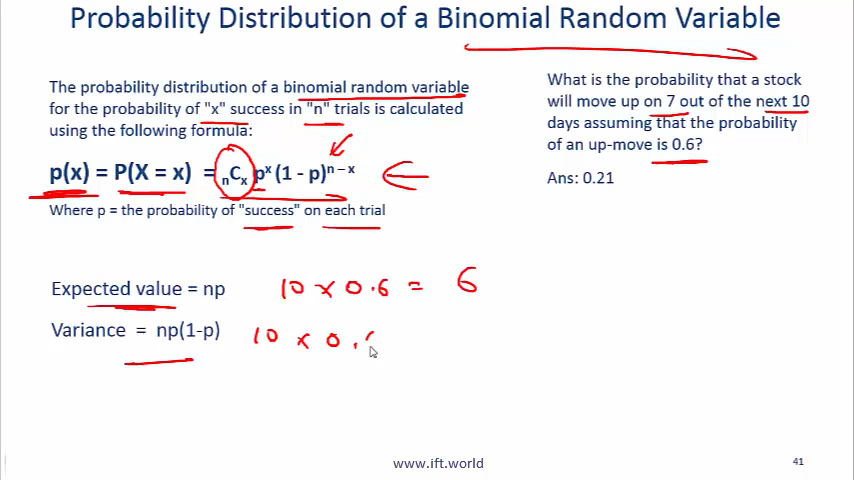 Probability Distribution of a Binomial Random Variable
The probability distribution of a binomial random variable
for the probability of "x" success in "n" trials is calculated
using the following formula:
p(x) = P(X = x) = ₙCₓ pˣ (1 - p)ⁿ⁻ˣ
Where p = the probability of "success" on each trial
Expected value = np 10 × 0.6 = 6
Variance = np(1-p) 10 × 0.
What is the probability that a stock
will move up on 7 out of the next 10
days assuming that the probability
of an up-move is 0.6?
Ans: 0.21
www.ift.world
41